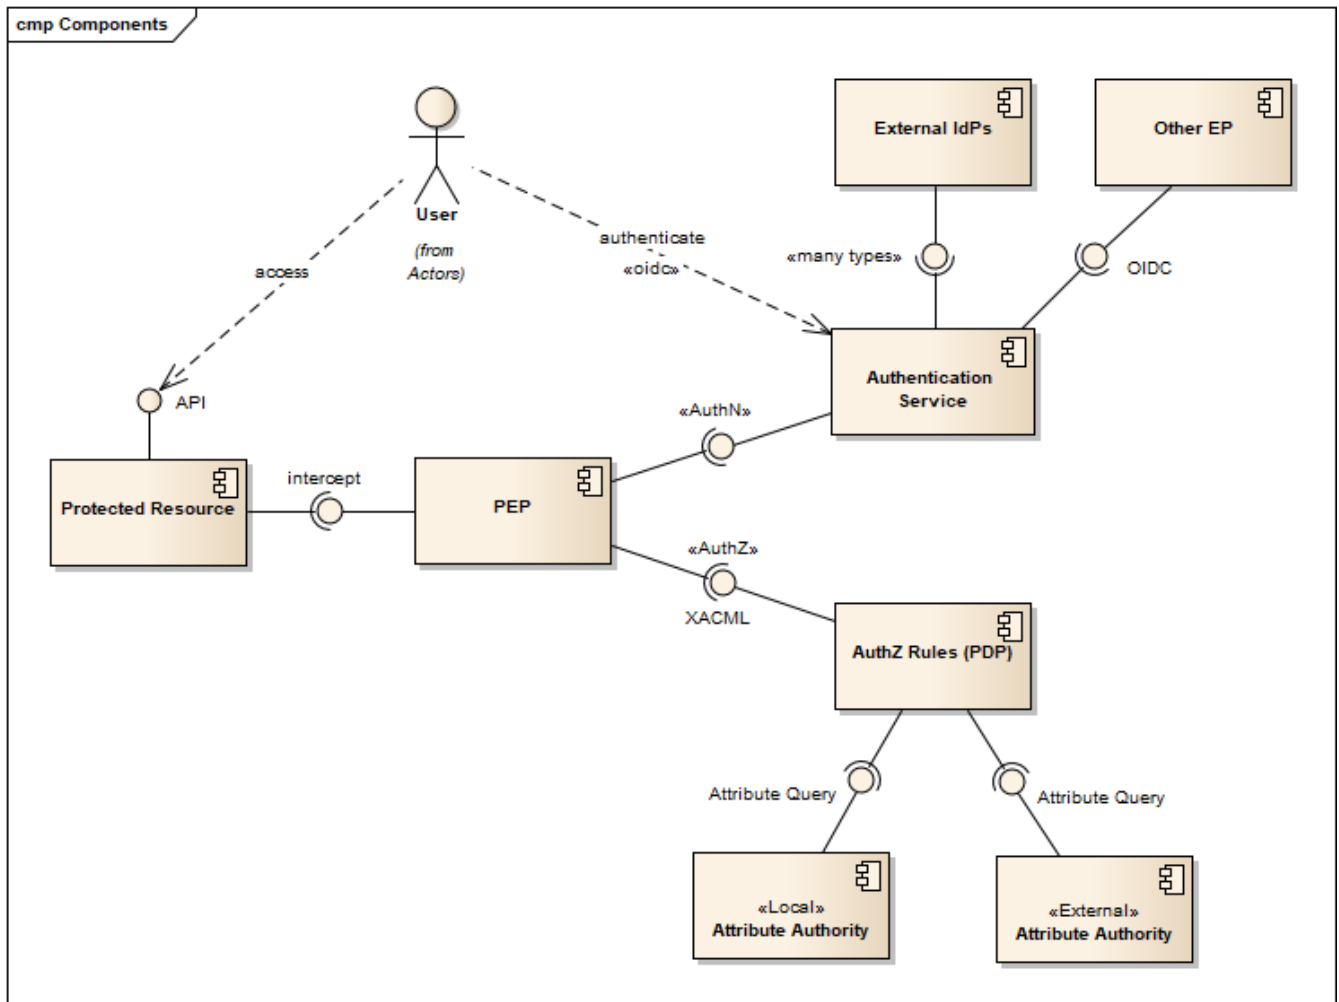 cmp Components
External IdPs
Other EP
User
(from
Actors)
authenticate
«oidc»
«many types»
OIDC
access
API
Authentication
Service
«AuthN»
intercept
Protected Resource
PEP
«AuthZ»
XACML
AuthZ Rules (PDP)
Attribute Query
Attribute Query
«Local»
Attribute Authority
«External»
Attribute Authority